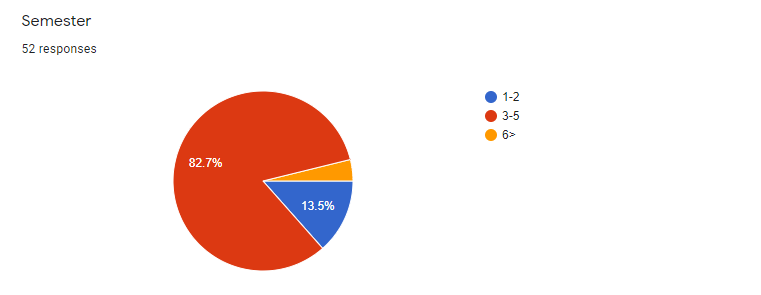 Semester
52 responses
1-2
3-5
6>
82.7%
13.5%